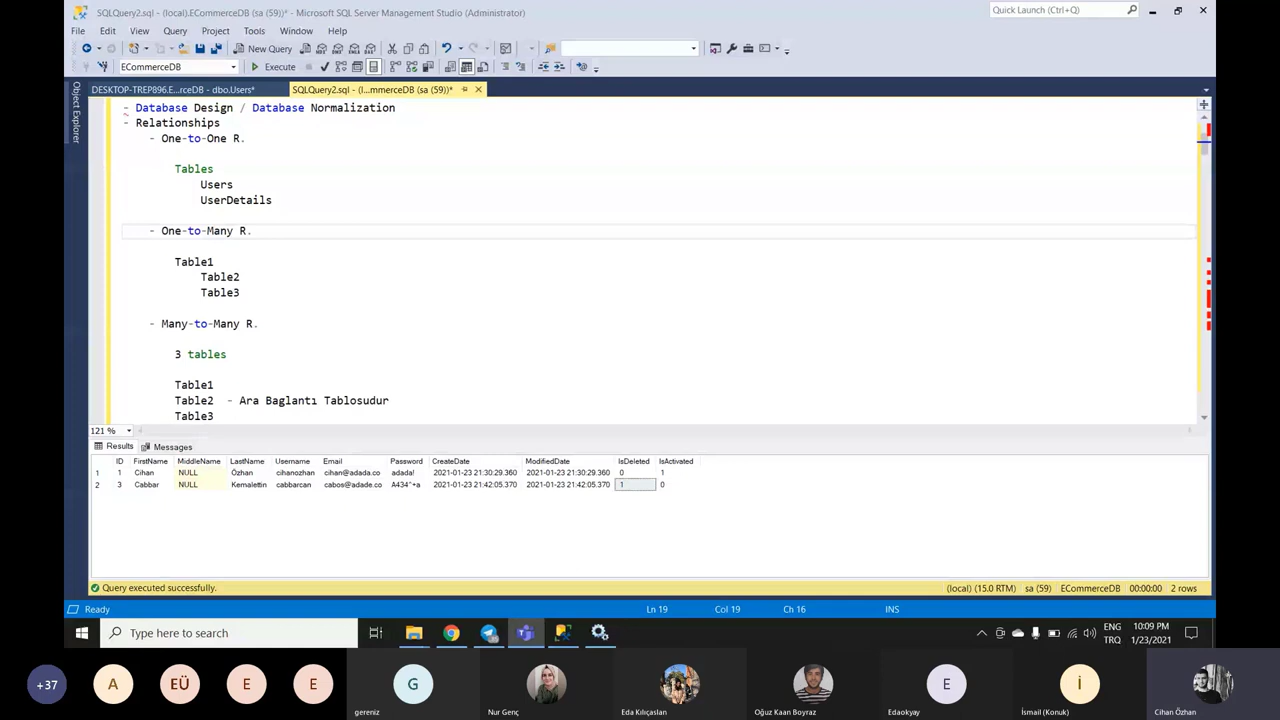 SQLQuery2.sql - (local).ECommerceDB (sa (59))* - Microsoft SQL Server Management Studio (Administrator)
Quick Launch (Ctrl+Q)
File Edit View Query Project Tools Window Help
New Query
ECommerceDB
Execute
Object Explorer
DESKTOP-TREP896.E...rceDB - dbo.Users*
SQLQuery2.sql - (l...mmerceDB (sa (59))*
- Database Design / Database Normalization
- Relationships
- One-to-One R.
Tables
Users
UserDetails
- One-to-Many R.
Table1
Table2
Table3
- Many-to-Many R.
3 tables
Table1
Table2 - Ara Baglantı Tablosudur
Table3
121 %
Results Messages
ID FirstName MiddleName LastName Username Email Password CreateDate ModifiedDate IsDeleted IsActivated
1 1 Cihan NULL Özhan cihanozhan cihan@adada.co adada! 2021-01-23 21:30:29.360 2021-01-23 21:30:29.360 0 1
2 3 Cabbar NULL Kemalettin cabbarcan cabos@adade.co A434^+a 2021-01-23 21:42:05.370 2021-01-23 21:42:05.370 1 0
Query executed successfully.
(local) (15.0 RTM) sa (59) ECommerceDB 00:00:00 2 rows
Ready
Ln 19 Col 19 Ch 16 INS
Type here to search
ENG
TRQ
10:09 PM
1/23/2021
+37 A EÜ E E G E İ
gereniz Nur Genç Eda Kılıçaslan Oğuz Kaan Boyraz Edaokyay İsmail (Konuk) Cihan Özhan